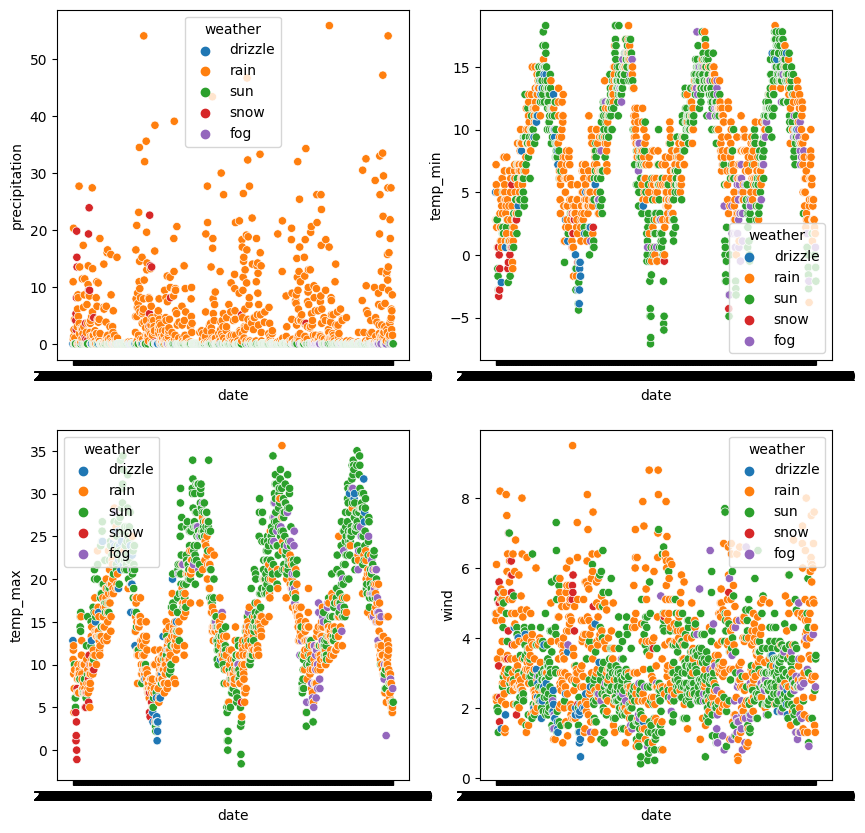 weather
drizzle
rain
sun
snow
fog
50
40
30
20
10
0
precipitation
date
weather
drizzle
rain
sun
snow
fog
15
10
5
0
−5
temp_min
date
weather
drizzle
rain
sun
snow
fog
35
30
25
20
15
10
5
0
temp_max
date
weather
drizzle
rain
sun
snow
fog
8
6
4
2
0
wind
date